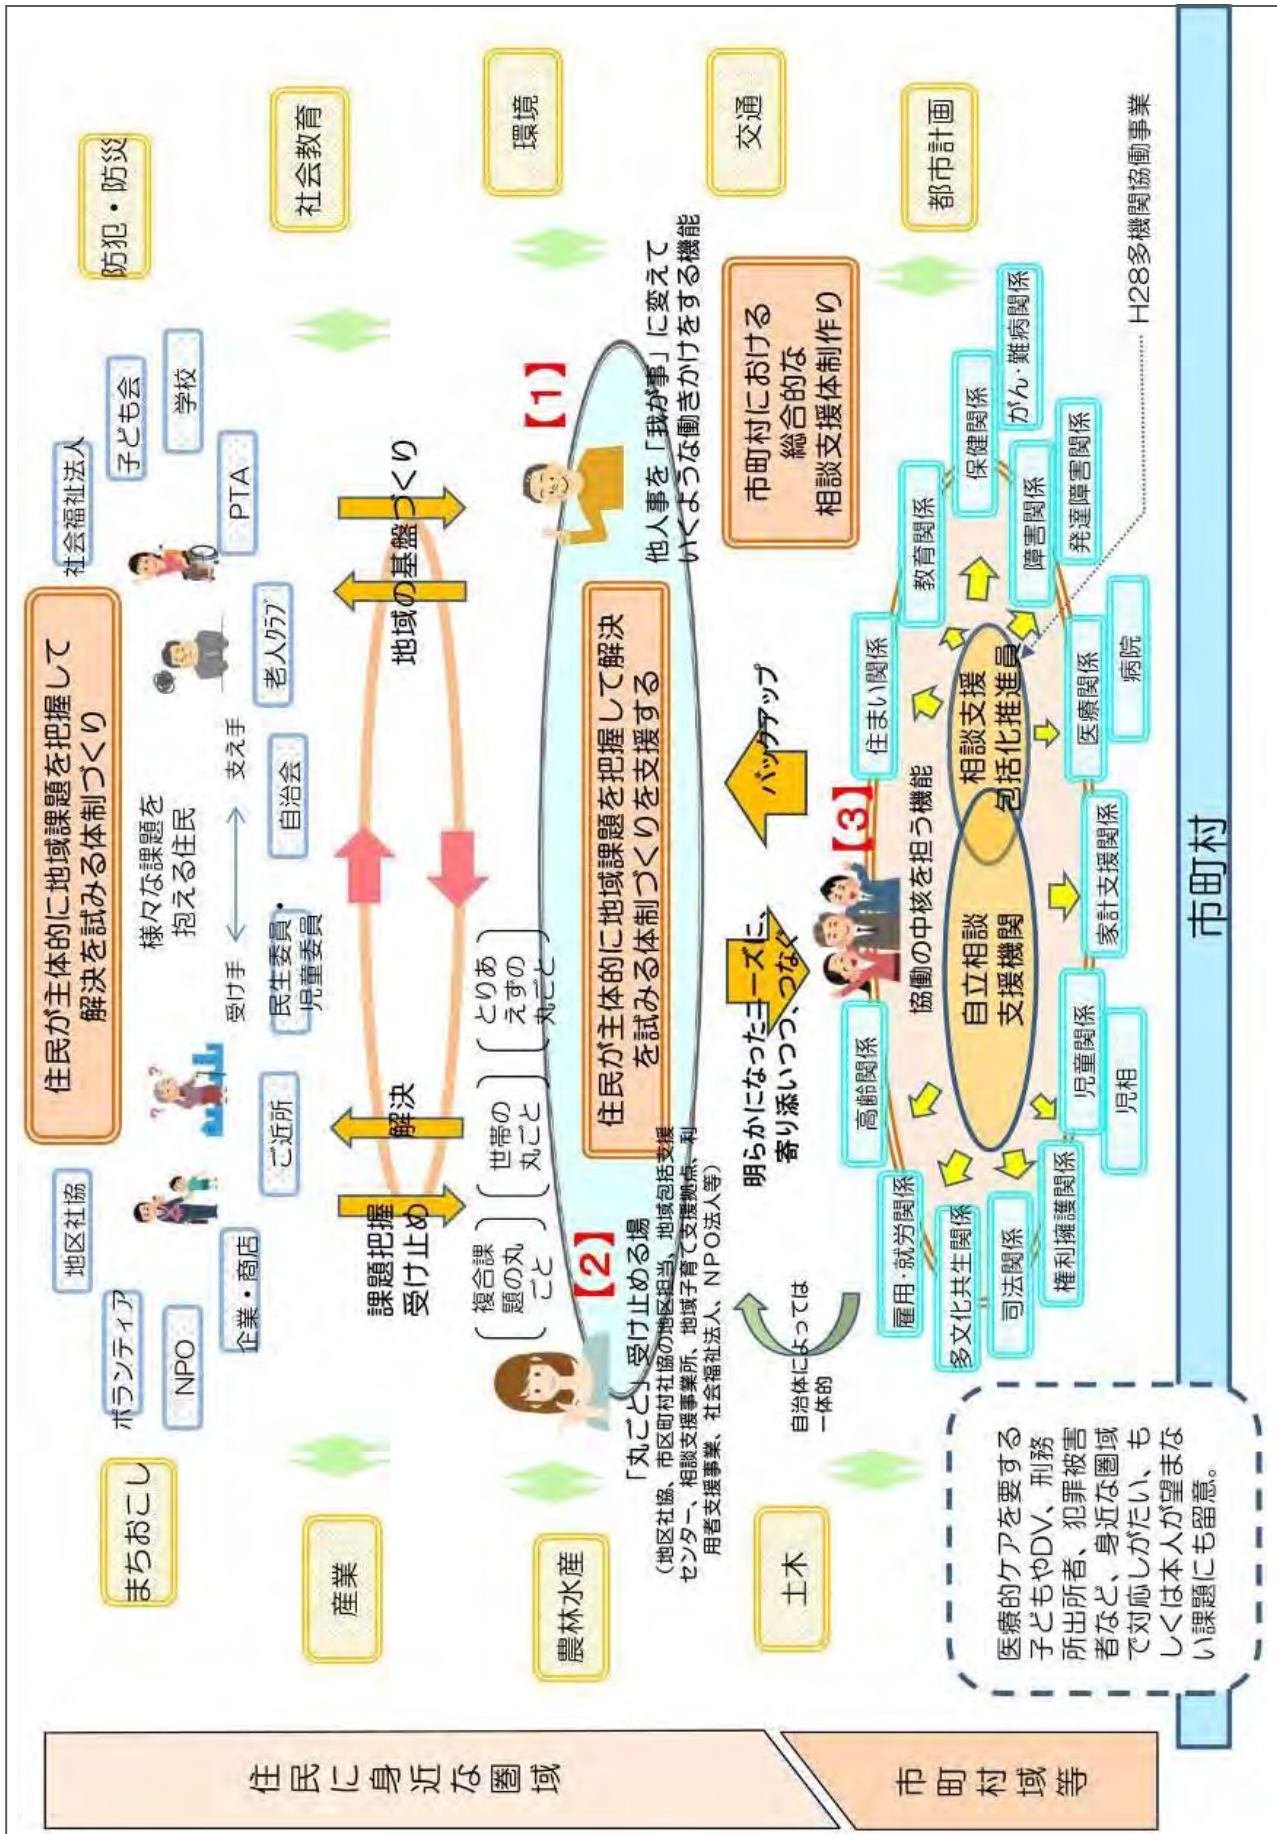 住民に身近な圏域
市町村域等
まちおこし
産業
農林水産
土木
防犯・防災
社会教育
環境
交通
都市計画
住民が主体的に地域課題を把握して
解決を試みる体制づくり
地区社協
ボランティア
NPO
企業・商店
ご近所
民生委員・
児童委員
自治会
老人クラブ
PTA
社会福祉法人
子ども会
学校
様々な課題を
抱える住民
受け手
支え手
課題把握
受け止め
解決
地域の基盤づくり
複合課
題の丸
ごと
世帯の
丸ごと
とりあ
えずの
丸ごと
【1】
【2】
住民が主体的に地域課題を把握して解決
を試みる体制づくりを支援する
他人事を「我が事」に変えて
いくような働きかけをする機能
「丸ごと」受け止める場
(地区社協、市区町村社協の地区担当、地域包括支援
センター、相談支援事業所、地域子育て支援拠点、利
用者支援事業、社会福祉法人、NPO法人等)
明らかになったニーズに、
寄り添いつつ、つなぐ
バックアップ
市町村における
総合的な
相談支援体制作り
自治体によっては
一体的
【3】
協働の中核を担う機能
自立相談
支援機関
相談支援
包括化推進員
高齢関係
住まい関係
教育関係
保健関係
がん・難病関係
障害関係
発達障害関係
医療関係
病院
家計支援関係
児童関係
児相
権利擁護関係
司法関係
多文化共生関係
雇用・就労関係
H28多機関協働事業
医療的ケアを要する
子どもやDV、刑務
所出所者、犯罪被害
者など、身近な圏域
で対応しがたい、も
しくは本人が望まな
い課題にも留意。
市町村